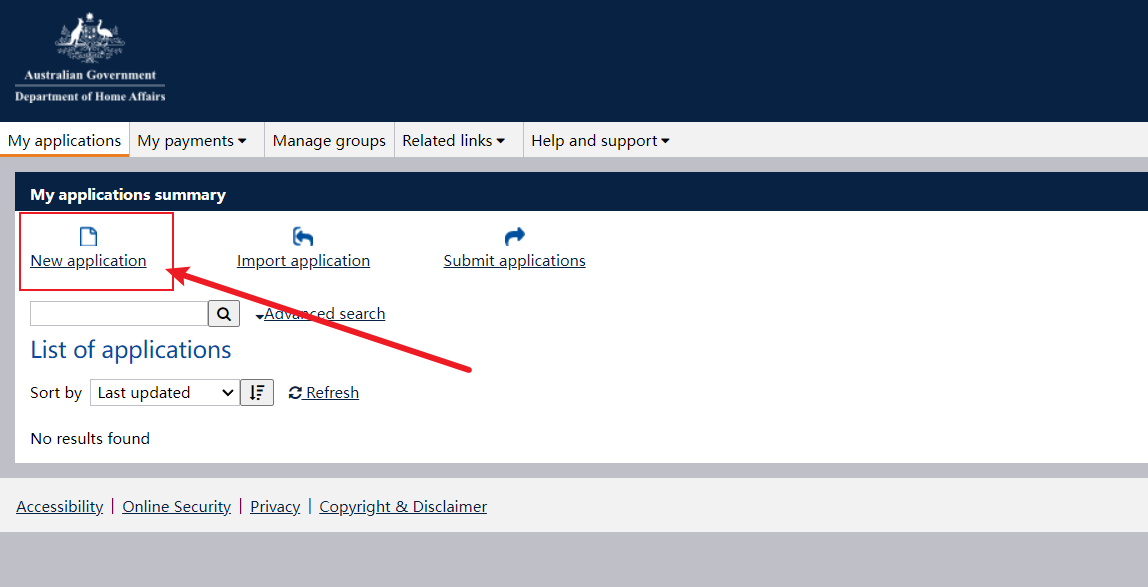 Australian Government
Department of Home Affairs
My applications My payments Manage groups Related links Help and support
My applications summary
New application Import application Submit applications
Advanced search
List of applications
Sort by Last updated Refresh
No results found
Accessibility | Online Security | Privacy | Copyright & Disclaimer